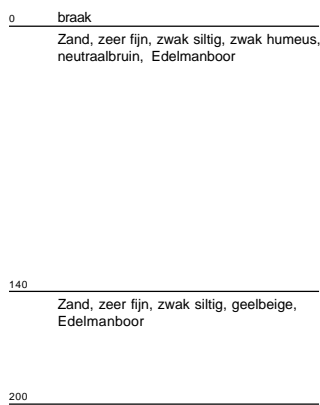 0 braak
Zand, zeer fijn, zwak siltig, zwak humeus,
neutraalbruin, Edelmanboor
140
Zand, zeer fijn, zwak siltig, geelbeige,
Edelmanboor
200